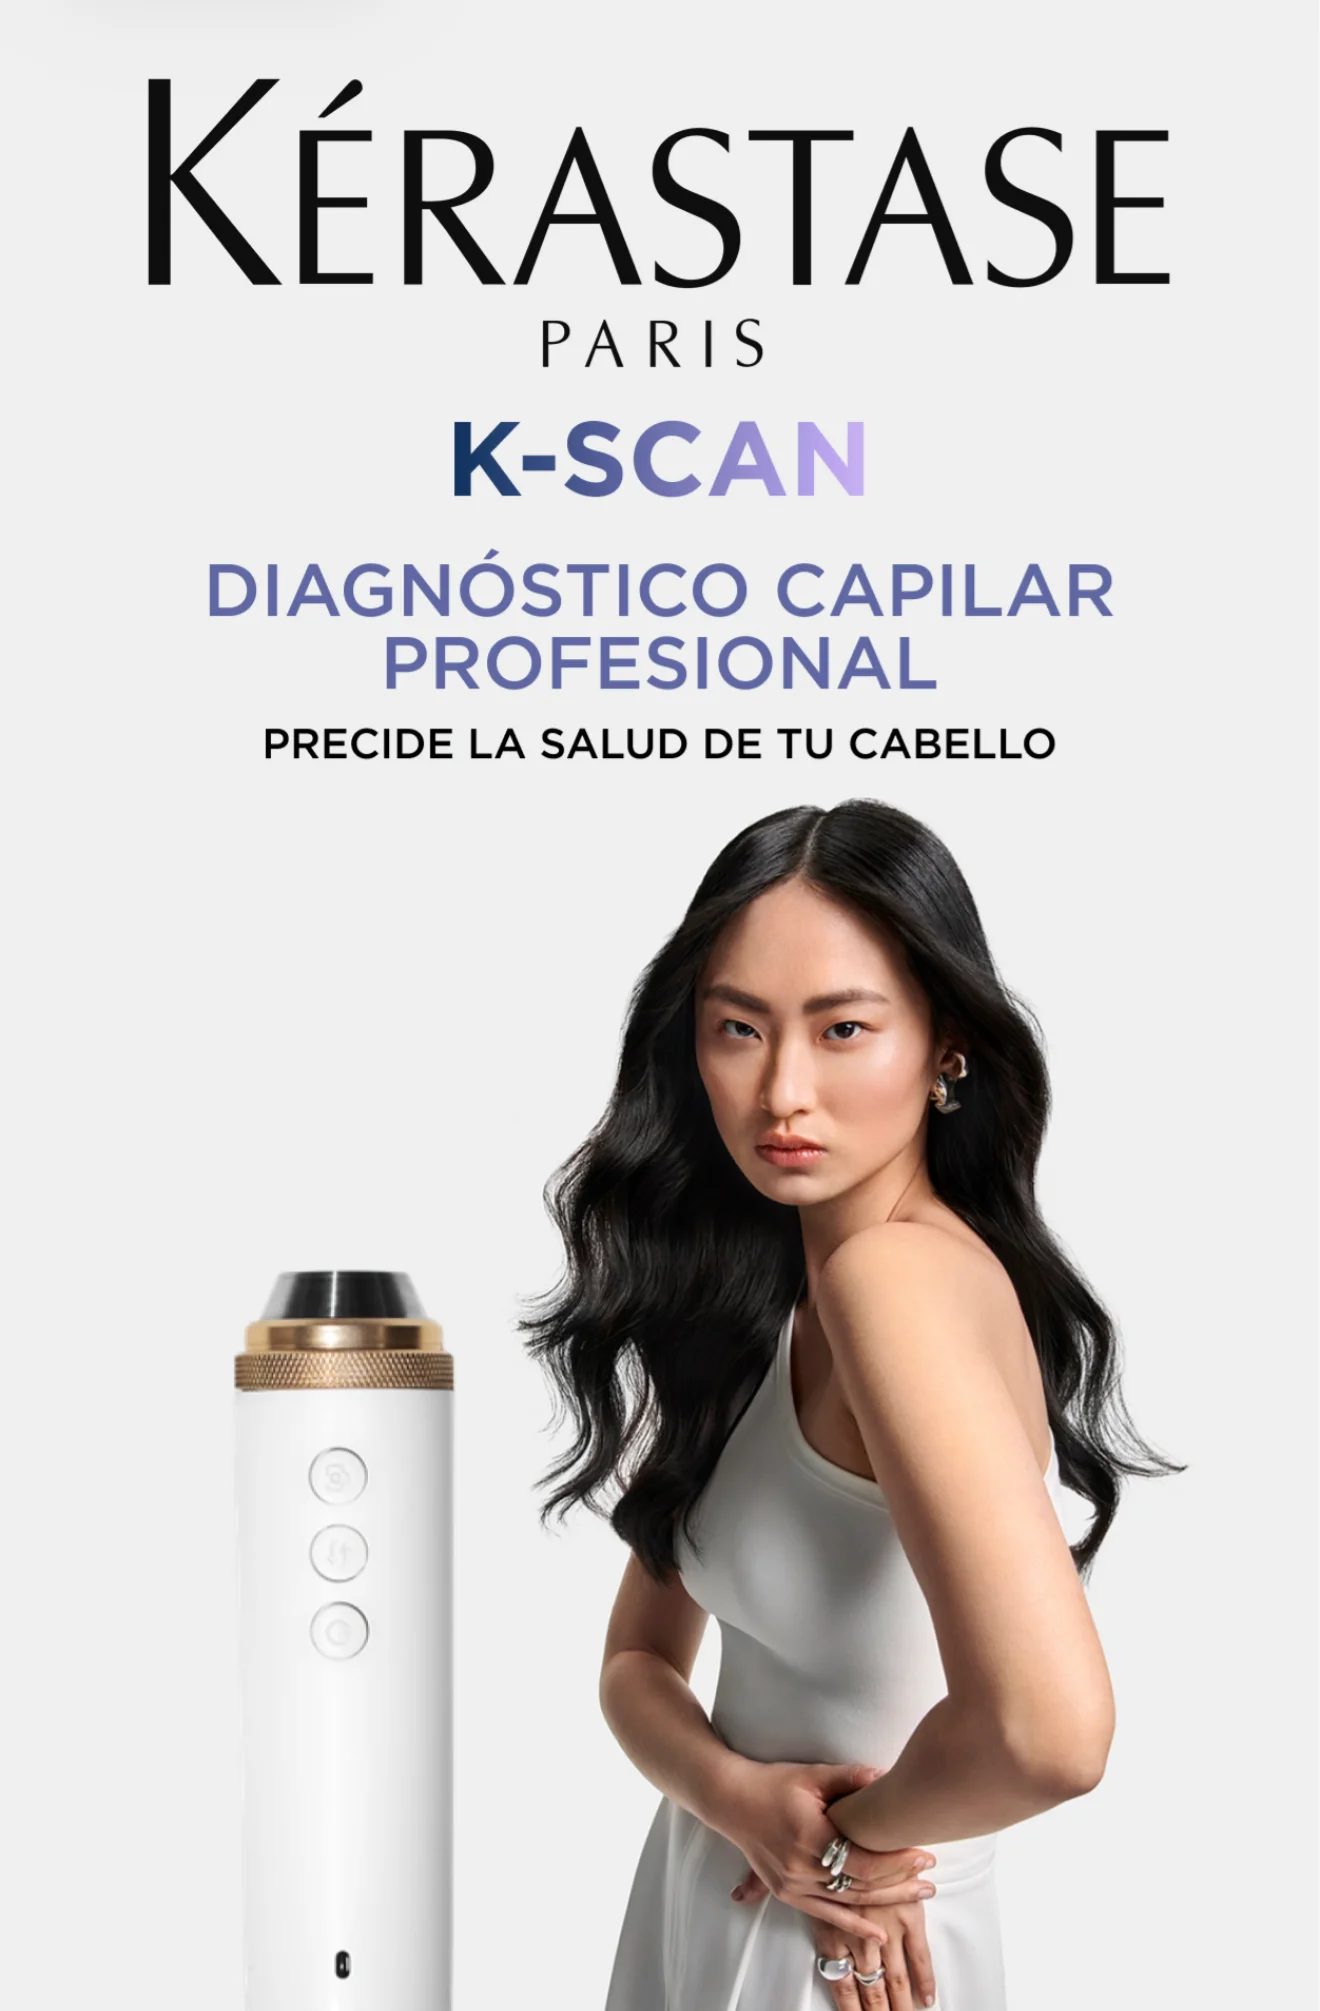 KÉRASTASE
PARIS
K-SCAN
DIAGNÓSTICO CAPILAR
PROFESIONAL
PRECIDE LA SALUD DE TU CABELLO